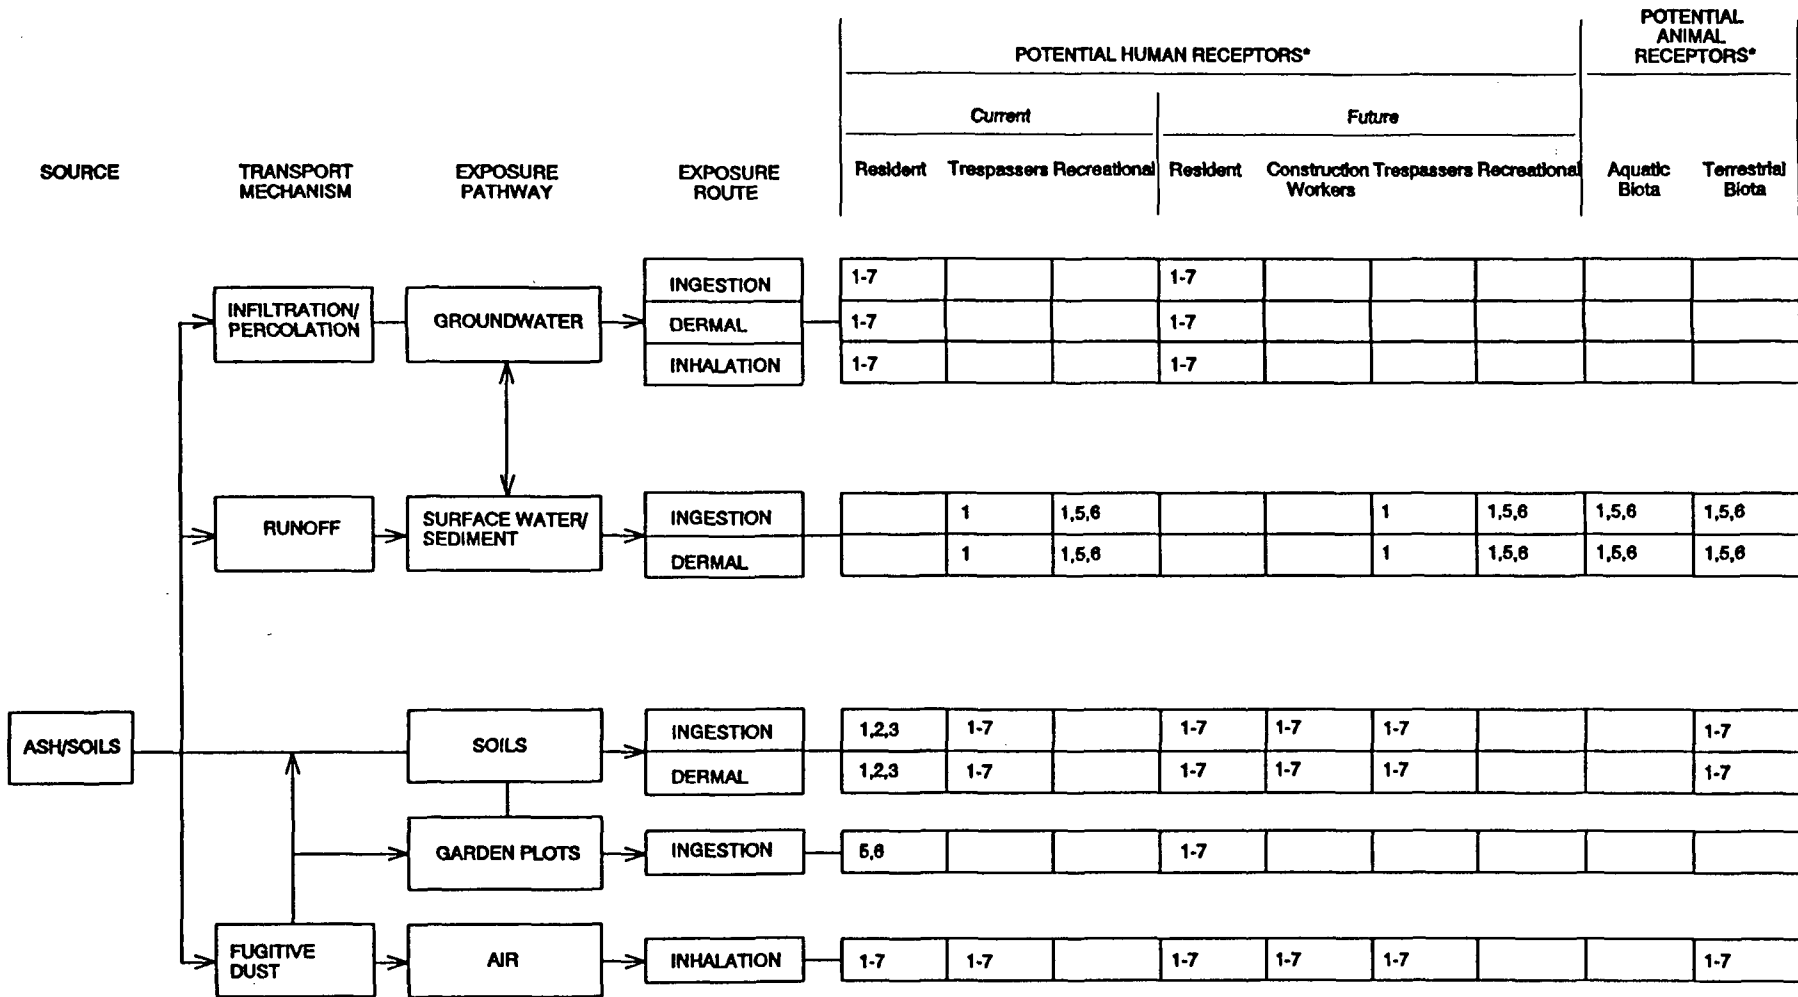 POTENTIAL HUMAN RECEPTORS*
POTENTIAL
ANIMAL
RECEPTORS*
Current
Future
SOURCE
TRANSPORT
MECHANISM
EXPOSURE
PATHWAY
EXPOSURE
ROUTE
Resident
Trespassers
Recreational
Resident
Construction
Workers
Trespassers
Recreational
Aquatic
Biota
Terrestrial
Biota
INFILTRATION/
PERCOLATION
GROUNDWATER
INGESTION 1-7 1-7
DERMAL 1-7 1-7
INHALATION 1-7 1-7
RUNOFF
SURFACE WATER/
SEDIMENT
INGESTION 1 1,5,6 1 1,5,6 1,5,6 1,5,6
DERMAL 1 1,5,6 1 1,5,6 1,5,6 1,5,6
ASH/SOILS
SOILS
INGESTION 1,2,3 1-7 1-7 1-7 1-7 1-7
DERMAL 1,2,3 1-7 1-7 1-7 1-7 1-7
GARDEN PLOTS
INGESTION 5,6 1-7
FUGITIVE
DUST
AIR
INHALATION 1-7 1-7 1-7 1-7 1-7 1-7